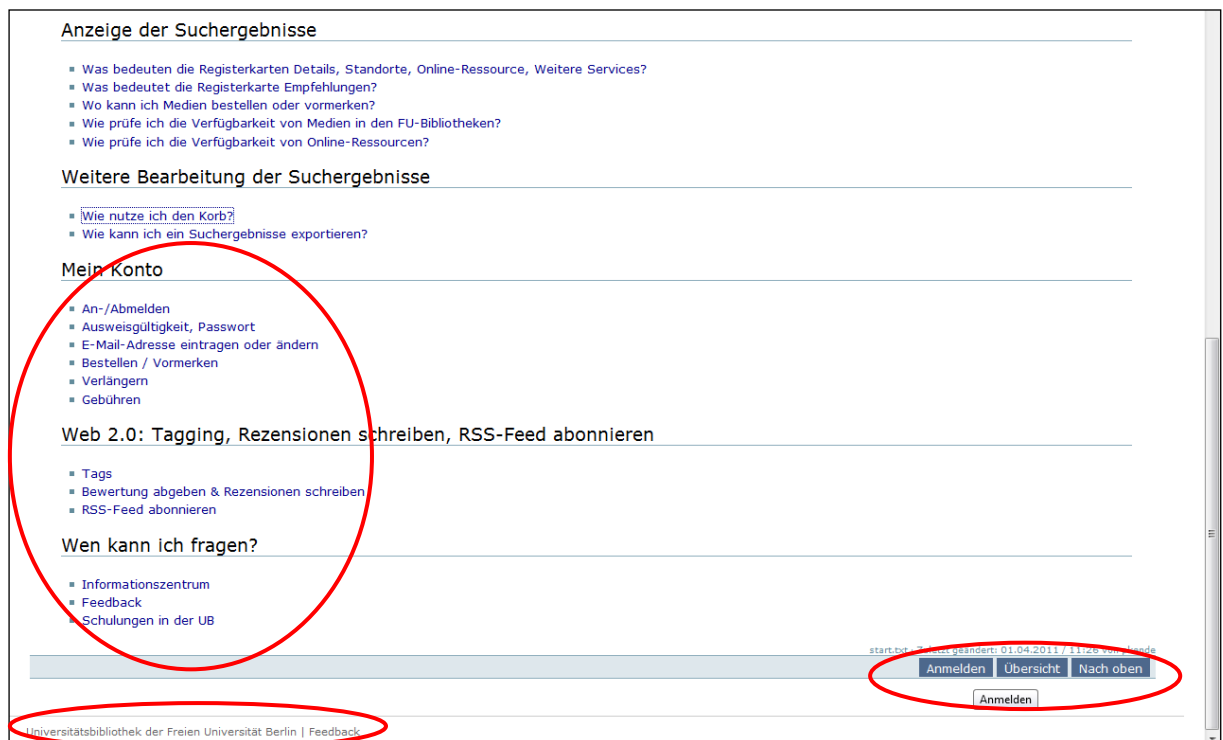 Anzeige der Suchergebnisse
Was bedeuten die Registerkarten Details, Standorte, Online-Ressource, Weitere Services?
Was bedeutet die Registerkarte Empfehlungen?
Wo kann ich Medien bestellen oder vormerken?
Wie prüfe ich die Verfügbarkeit von Medien in den FU-Bibliotheken?
Wie prüfe ich die Verfügbarkeit von Online-Ressourcen?
Weitere Bearbeitung der Suchergebnisse
Wie nutze ich den Korb?
Wie kann ich ein Suchergebnisse exportieren?
Mein Konto
An-/Abmelden
Ausweisgültigkeit, Passwort
E-Mail-Adresse eintragen oder ändern
Bestellen / Vormerken
Verlängern
Gebühren
Web 2.0: Tagging, Rezensionen schreiben, RSS-Feed abonnieren
Tags
Bewertung abgeben & Rezensionen schreiben
RSS-Feed abonnieren
Wen kann ich fragen?
Informationszentrum
Feedback
Schulungen in der UB
start.txt · Zuletzt geändert: 01.04.2011 / 11:26 von
Anmelden Übersicht Nach oben
Anmelden
Universitätsbibliothek der Freien Universität Berlin | Feedback